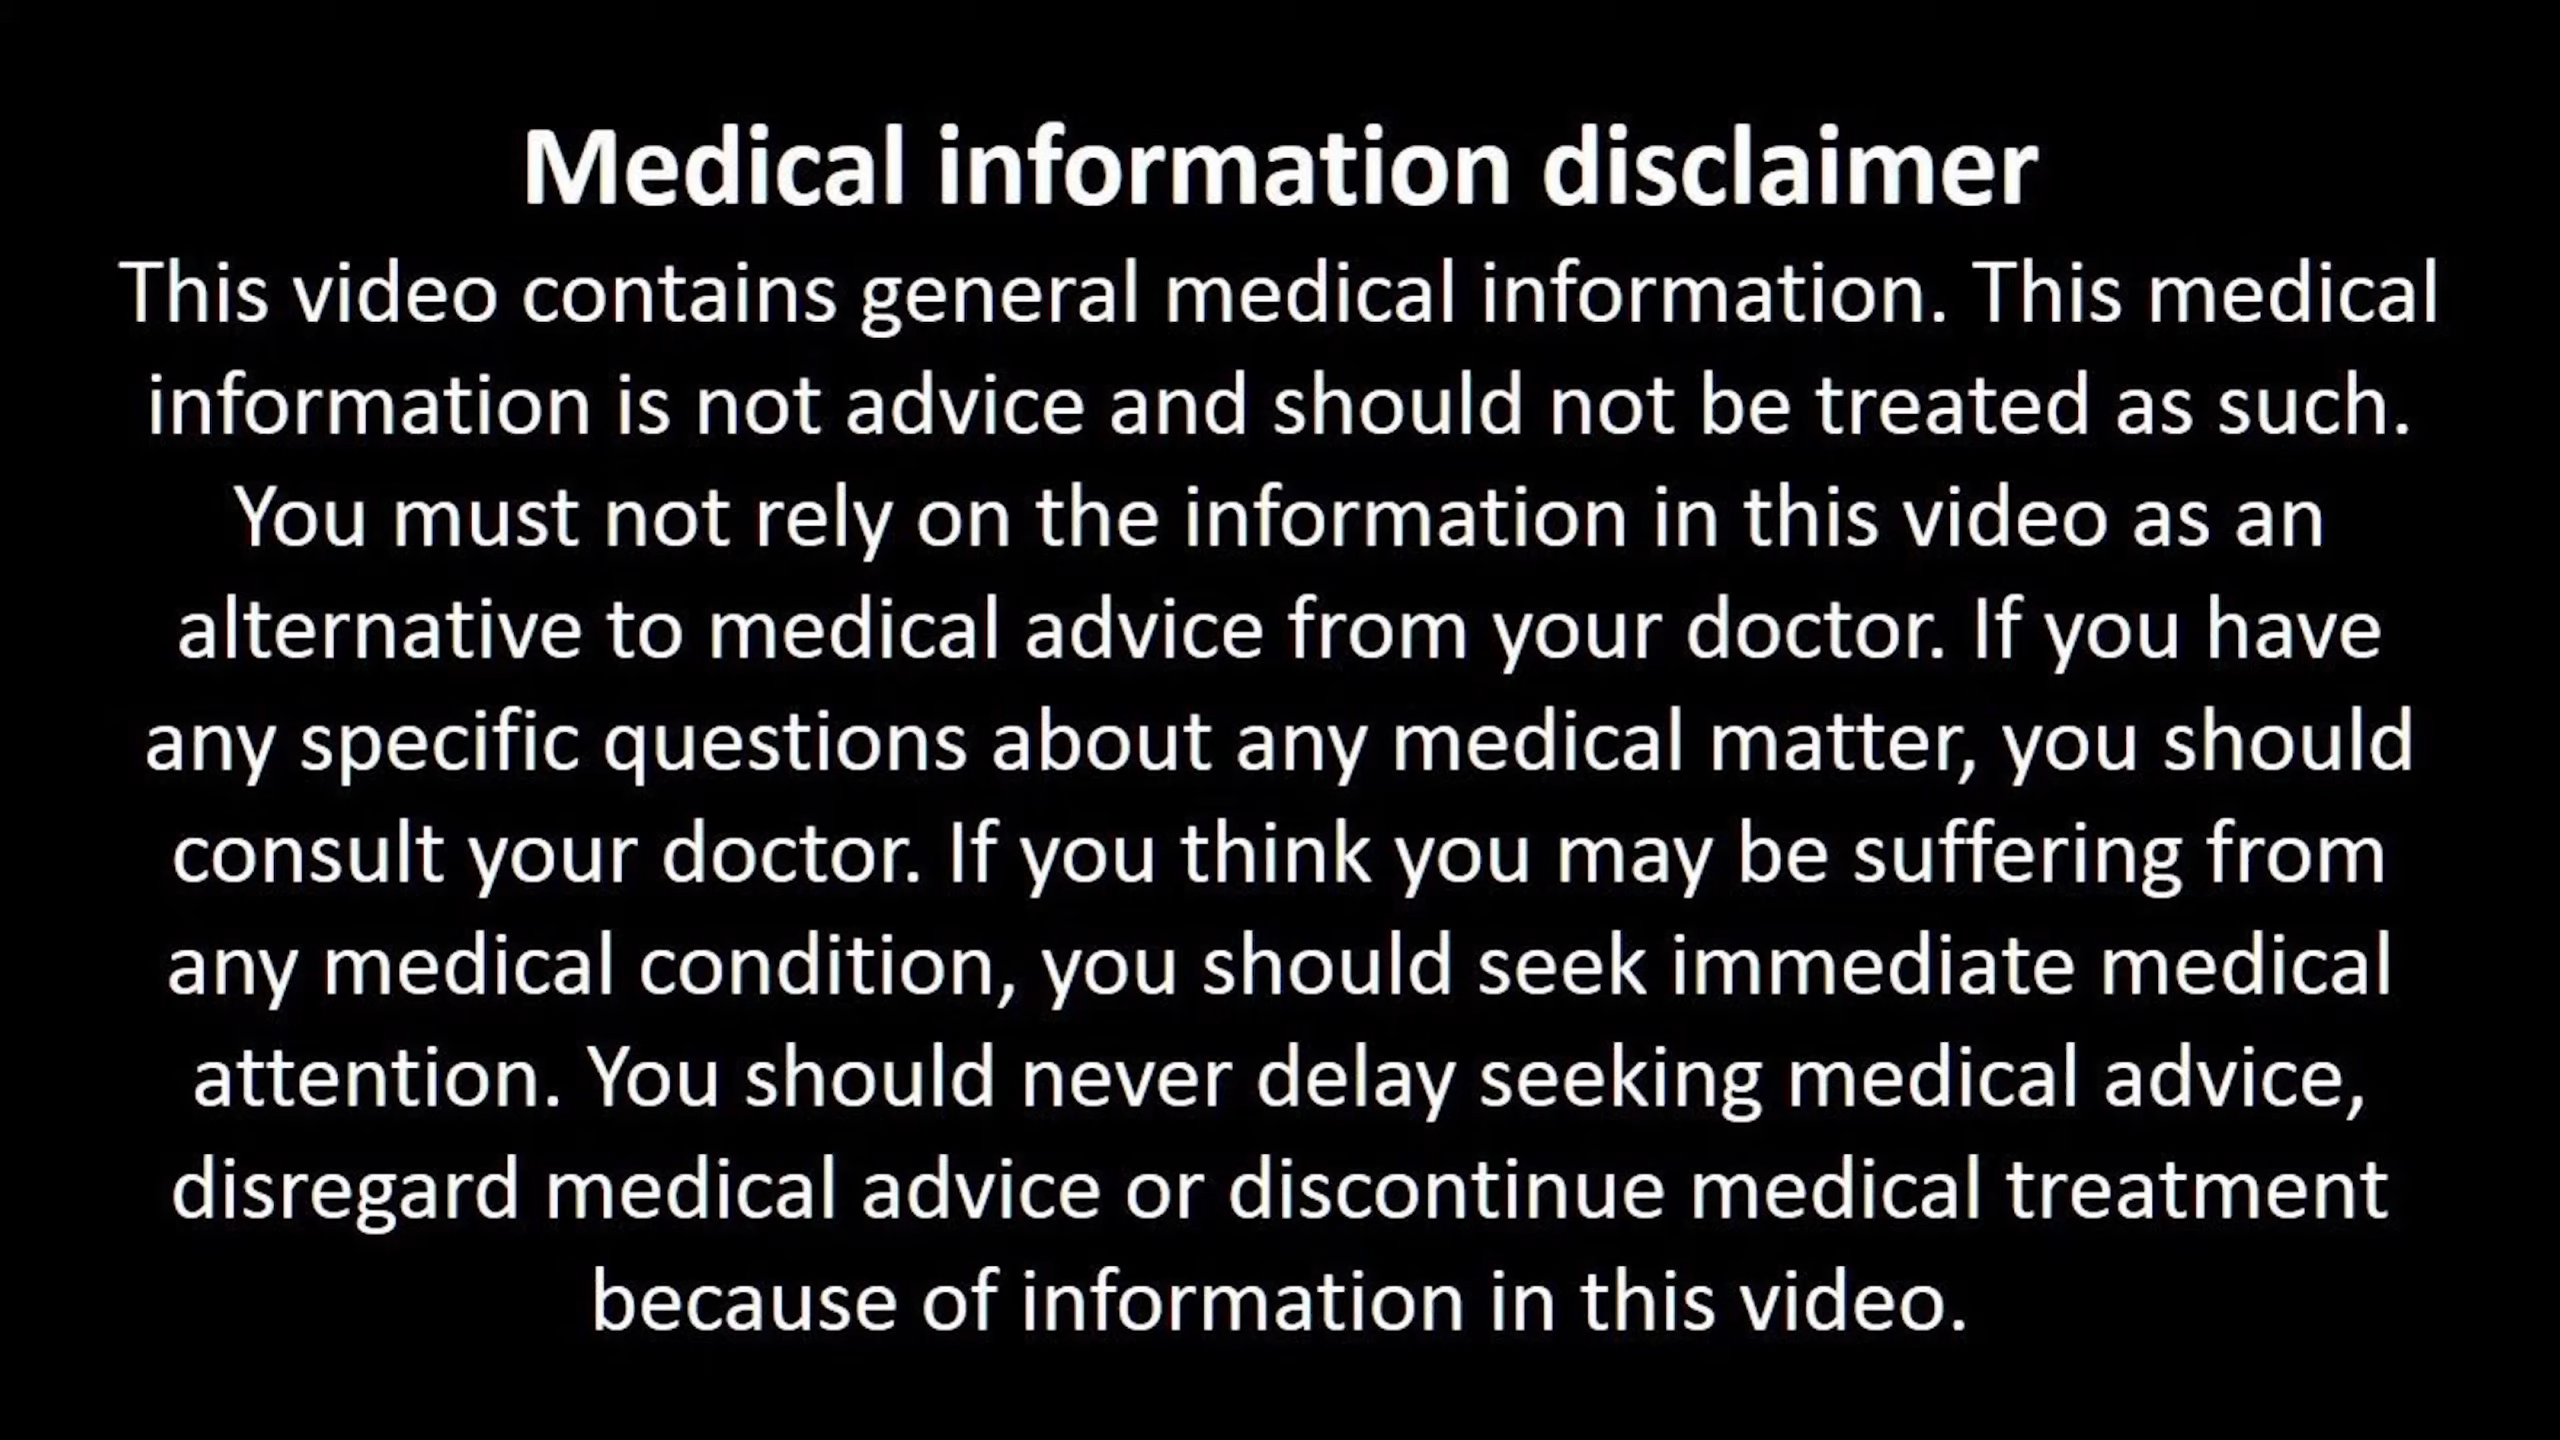 Medical information disclaimer
This video contains general medical information. This medical
information is not advice and should not be treated as such.
You must not rely on the information in this video as an
alternative to medical advice from your doctor. If you have
any specific questions about any medical matter, you should
consult your doctor. If you think you may be suffering from
any medical condition, you should seek immediate medical
attention. You should never delay seeking medical advice,
disregard medical advice or discontinue medical treatment
because of information in this video.